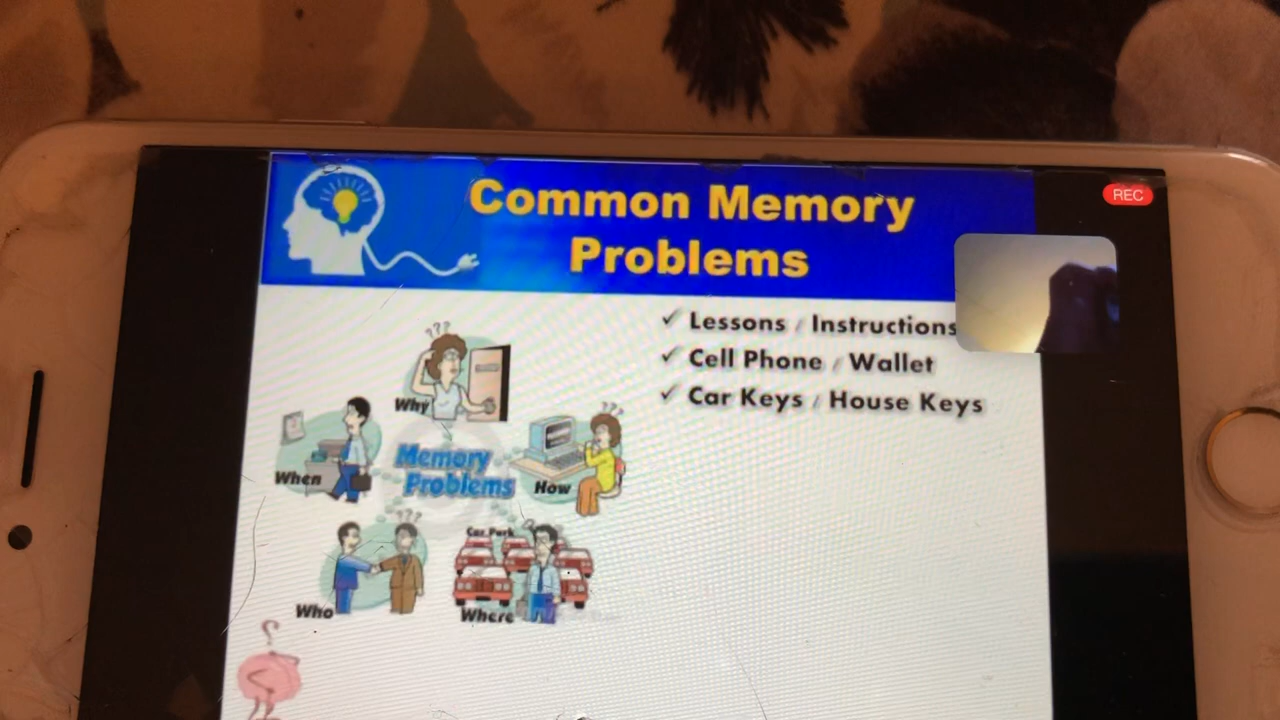 Common Memory
Problems
REC
✓ Lessons / Instructions
✓ Cell Phone / Wallet
✓ Car Keys / House Keys
???
Why
???
When
Memory
Problems
How
???
Car Park
Who
Where
?